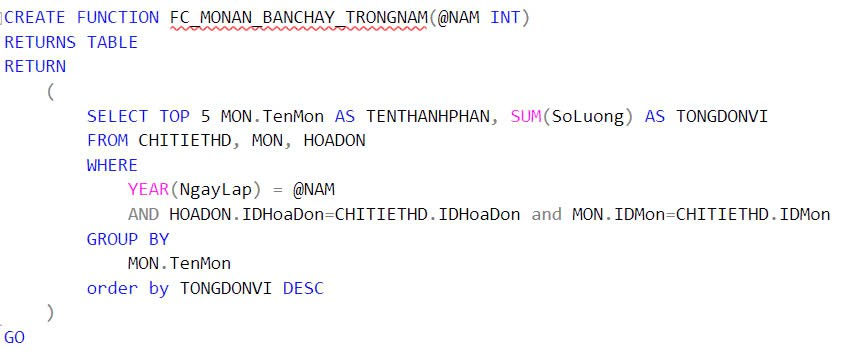 CREATE FUNCTION FC_MONAN_BANCHAY_TRONGNAM(@NAM INT)
RETURNS TABLE
RETURN
(
SELECT TOP 5 MON.TenMon AS TENTHANHPHAN, SUM(SoLuong) AS TONGDONVI
FROM CHITIETHD, MON, HOADON
WHERE
YEAR(NgayLap) = @NAM
AND HOADON.IDHoaDon=CHITIETHD.IDHoaDon and MON.IDMon=CHITIETHD.IDMon
GROUP BY
MON.TenMon
order by TONGDONVI DESC
)
GO